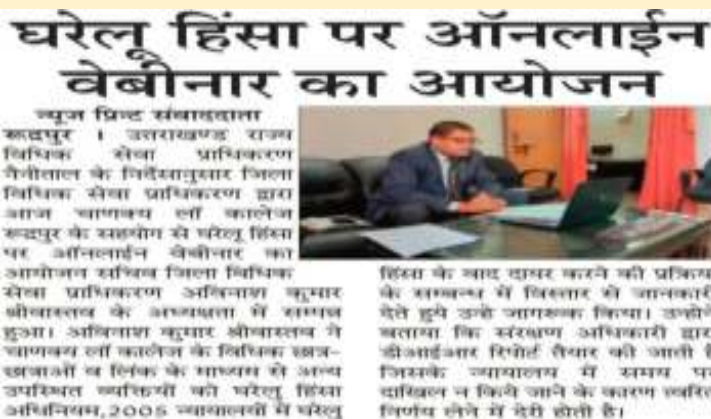 घरेलू हिंसा पर ऑनलाईन
वेबीनार का आयोजन
न्यूज प्रिन्ट संवाददाता
रूद्रपुर । उत्तराखण्ड राज्य
विधिक सेवा प्राधिकरण
नैनीताल के निर्देसानुसार जिला
विधिक सेवा प्राधिकरण द्वारा
आज चाणक्य लॉ कालेज
रूद्रपुर के सहयोग से घरेलू हिंसा
पर ऑनलाईन वेबीनार का
आयोजन सचिव जिला विधिक
सेवा प्राधिकरण अविनाश कुमार
श्रीवास्तव के अध्यक्षता में सम्पन्न
हुआ। अविनाश कुमार श्रीवास्तव ने
चाणक्य लॉ कालेज के विधिक छात्र-
छात्राओं व लिंक के माध्यम से अन्य
उपस्थित व्यक्तियों को घरेलू हिंसा
अधिनियम,2005 न्यायालयों में घरेलू
हिंसा के वाद दायर करने की प्रक्रिय
के सम्बन्ध में विस्तार से जानकारी
देते हुये उन्हे जागरूक किया। उन्होंने
बताया कि संरक्षण अधिकारी द्वार
डीआईआर रिपोर्ट तैयार की जाती है
जिसके न्यायालय में समय पर
दाखिल न किये जाने के कारण त्वरित
निर्णय लेने में देरी होती है।